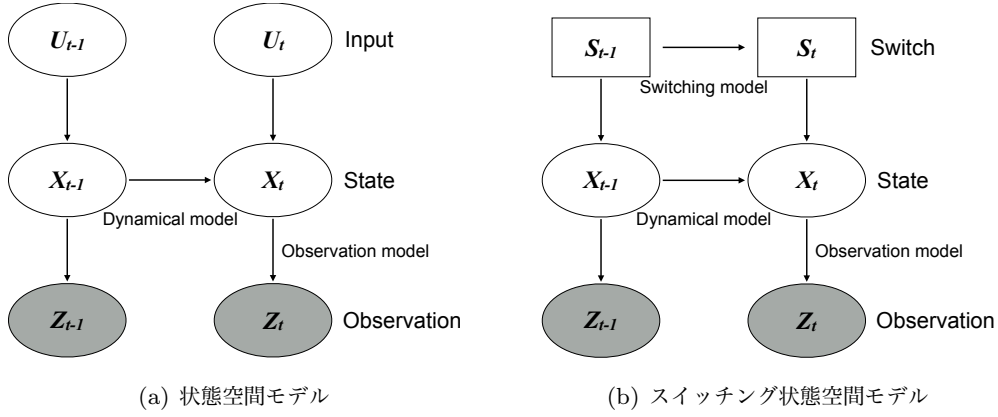 U_{t-1} U_t Input
X_{t-1} X_t State
Dynamical model
Observation model
Z_{t-1} Z_t Observation
(a) 状態空間モデル
S_{t-1} S_t Switch
Switching model
X_{t-1} X_t State
Dynamical model
Observation model
Z_{t-1} Z_t Observation
(b) スイッチング状態空間モデル